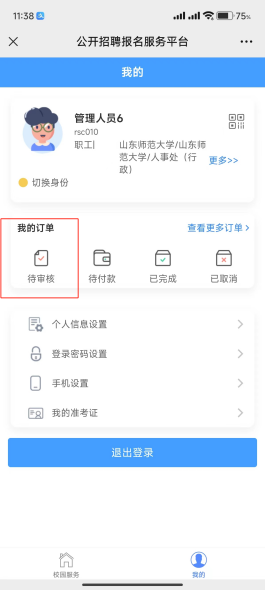 11:38
75%
公开招聘报名服务平台
我的
管理人员6
rsc010
职工|
山东师范大学/山东师
范大学/人事处（行
政）
更多>>
切换身份
我的订单
查看更多订单
待审核
待付款
已完成
已取消
个人信息设置
登录密码设置
手机设置
我的准考证
退出登录
校园服务
我的